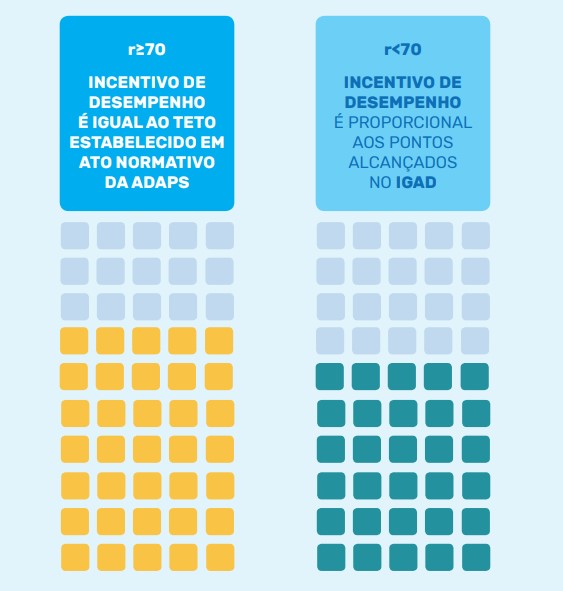 r≥70
INCENTIVO DE
DESEMPENHO
É IGUAL AO TETO
ESTABELECIDO EM
ATO NORMATIVO
DA ADAPS
r<70
INCENTIVO DE
DESEMPENHO
É PROPORCIONAL
AOS PONTOS
ALCANÇADOS
NO IGAD